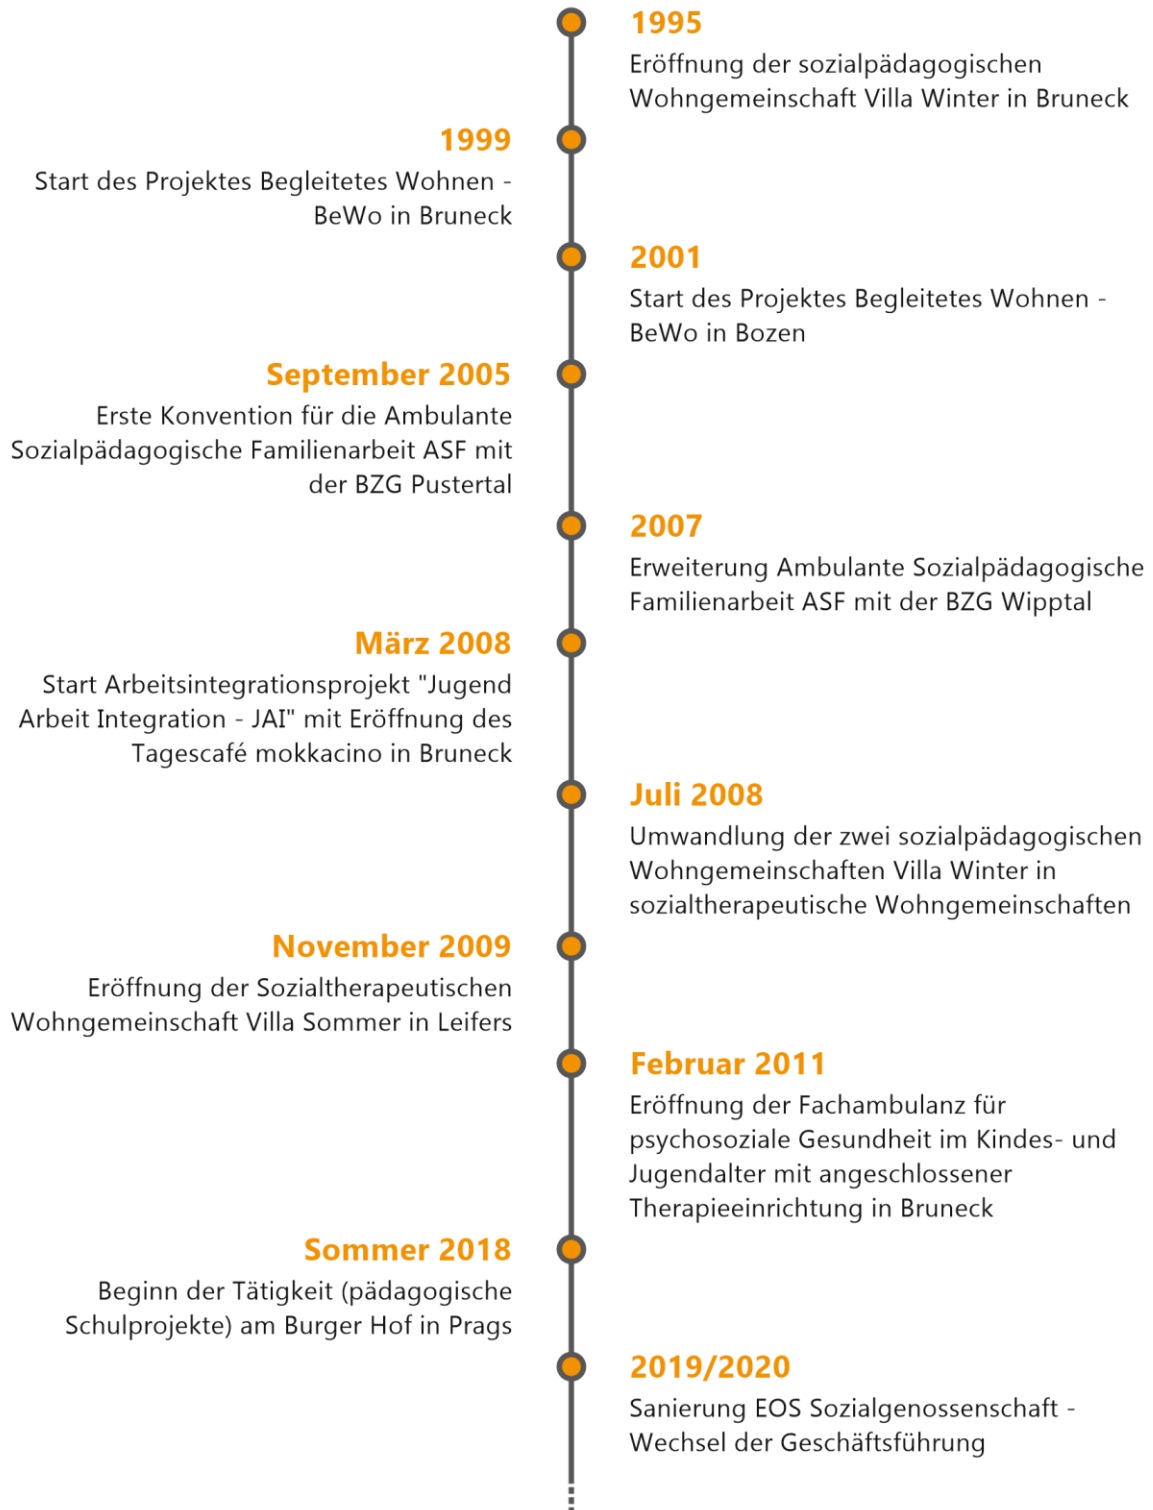 1995
Eröffnung der sozialpädagogischen
Wohngemeinschaft Villa Winter in Bruneck
1999
Start des Projektes Begleitetes Wohnen -
BeWo in Bruneck
2001
Start des Projektes Begleitetes Wohnen -
BeWo in Bozen
September 2005
Erste Konvention für die Ambulante
Sozialpädagogische Familienarbeit ASF mit
der BZG Pustertal
2007
Erweiterung Ambulante Sozialpädagogische
Familienarbeit ASF mit der BZG Wipptal
März 2008
Start Arbeitsintegrationsprojekt "Jugend
Arbeit Integration - JAI" mit Eröffnung des
Tagescafé mokkacino in Bruneck
Juli 2008
Umwandlung der zwei sozialpädagogischen
Wohngemeinschaften Villa Winter in
sozialtherapeutische Wohngemeinschaften
November 2009
Eröffnung der Sozialtherapeutischen
Wohngemeinschaft Villa Sommer in Leifers
Februar 2011
Eröffnung der Fachambulanz für
psychosoziale Gesundheit im Kindes- und
Jugendalter mit angeschlossener
Therapieeinrichtung in Bruneck
Sommer 2018
Beginn der Tätigkeit (pädagogische
Schulprojekte) am Burger Hof in Prags
2019/2020
Sanierung EOS Sozialgenossenschaft -
Wechsel der Geschäftsführung